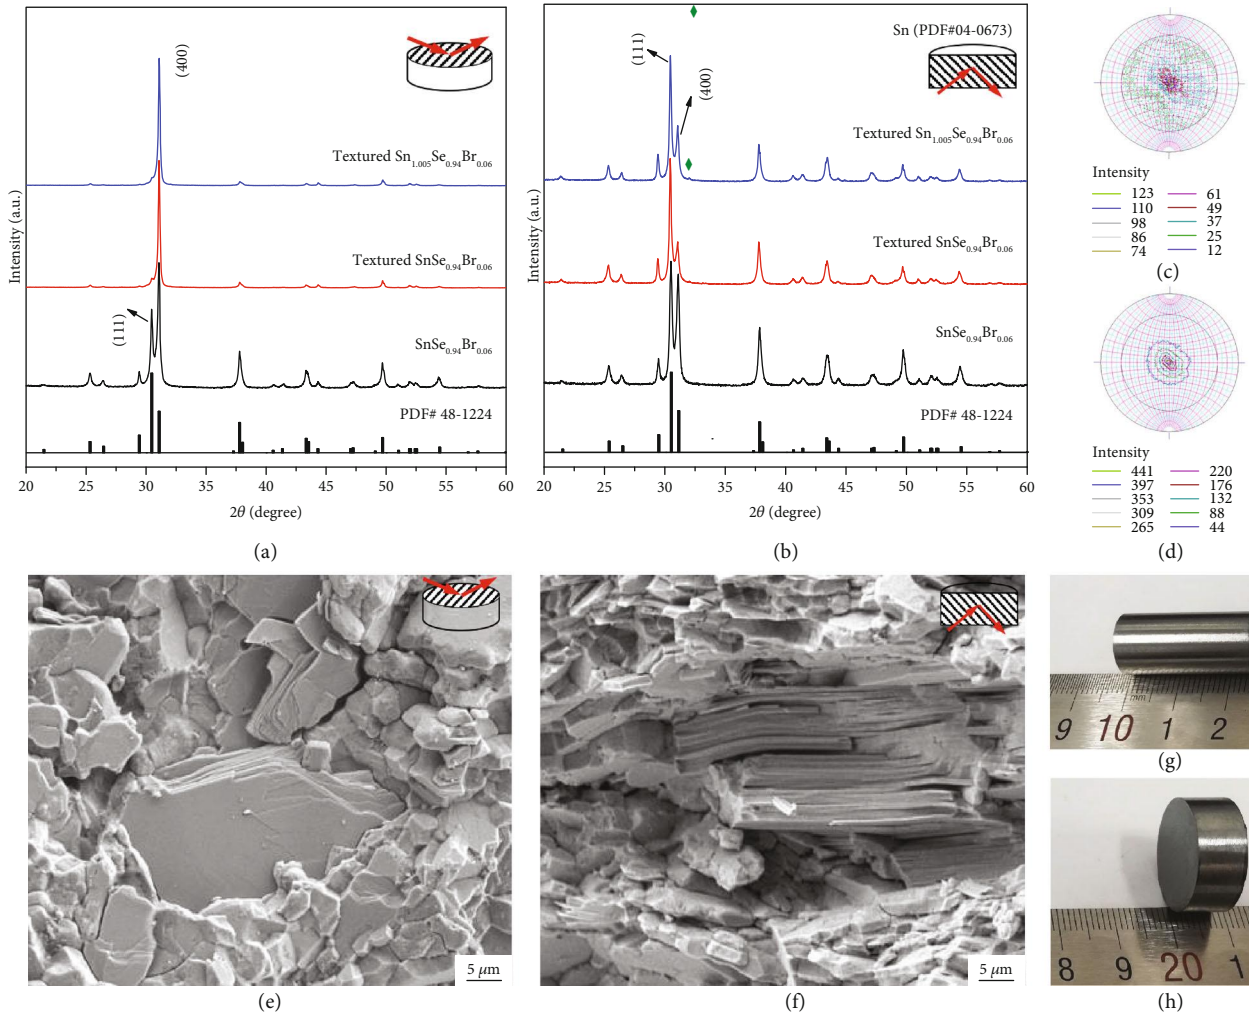 (400)
Textured Sn1.005Se0.94Br0.06
Textured SnSe0.94Br0.06
(111)
SnSe0.94Br0.06
PDF# 48-1224
Intensity (a.u.)
20 25 30 35 40 45 50 55 60
2θ (degree)
(a)
Sn (PDF#04-0673)
(111)
(400)
Textured Sn1.005Se0.94Br0.06
Textured SnSe0.94Br0.06
SnSe0.94Br0.06
PDF# 48-1224
Intensity (a.u.)
20 25 30 35 40 45 50 55 60
2θ (degree)
(b)
Intensity
123 61
110 49
98 37
86 25
74 12
(c)
Intensity
441 220
397 176
353 132
309 88
265 44
(d)
5 μm
(e)
5 μm
(f)
mm
9 10 1 2
(g)
8 9 20 1
(h)